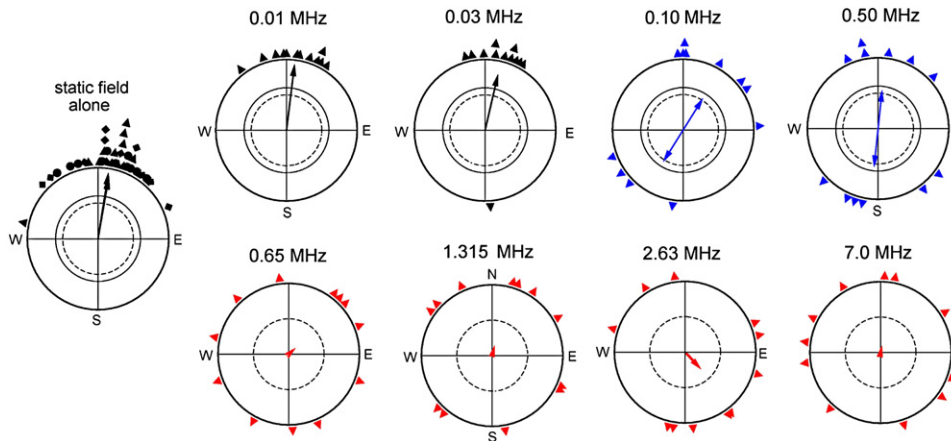 0.01 MHz
0.03 MHz
0.10 MHz
0.50 MHz
static field
alone
W
E
W
E
W
W
E
S
S
S
0.65 MHz
1.315 MHz
2.63 MHz
7.0 MHz
N
W
E
W
E
W
E
W
S